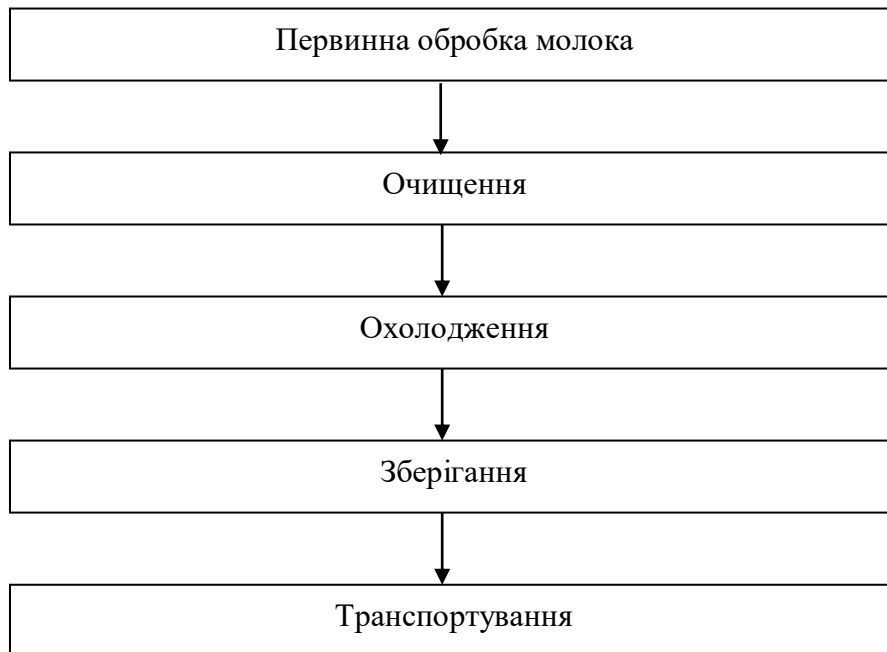 Первинна обробка молока
Очищення
Охолодження
Зберігання
Транспортування